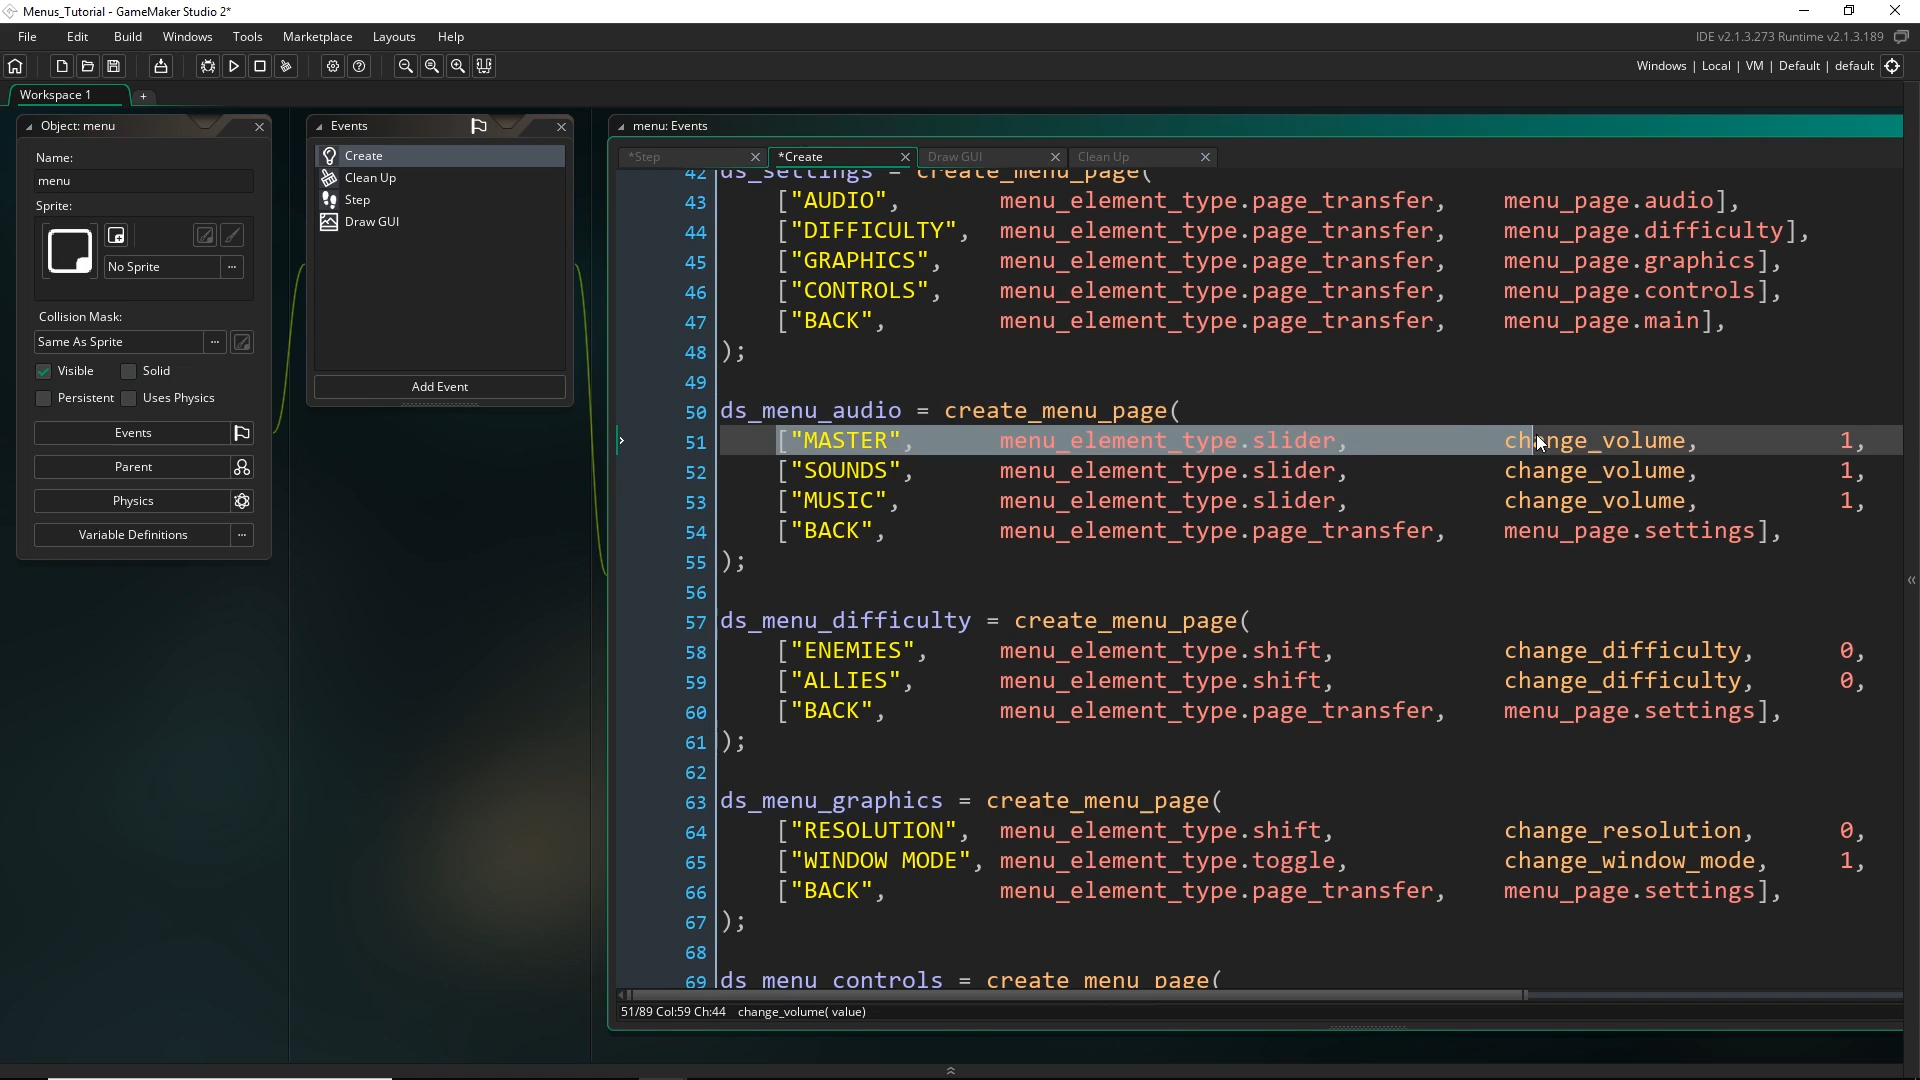 Menus_Tutorial - GameMaker Studio 2*
File Edit Build Windows Tools Marketplace Layouts Help
IDE v2.1.3.273 Runtime v2.1.3.189
Windows | Local | VM | Default | default
Workspace 1 +
Object: menu
Name:
menu
Sprite:
No Sprite ...
Collision Mask:
Same As Sprite ...
Visible Solid
Persistent Uses Physics
Events
Parent
Physics
Variable Definitions ...
Events
Create
Clean Up
Step
Draw GUI
Add Event
menu: Events
*Step *Create Draw GUI Clean Up
42 ds_settings = create_menu_page(
43 ["AUDIO", menu_element_type.page_transfer, menu_page.audio],
44 ["DIFFICULTY", menu_element_type.page_transfer, menu_page.difficulty],
45 ["GRAPHICS", menu_element_type.page_transfer, menu_page.graphics],
46 ["CONTROLS", menu_element_type.page_transfer, menu_page.controls],
47 ["BACK", menu_element_type.page_transfer, menu_page.main],
48 );
49
50 ds_menu_audio = create_menu_page(
51 ["MASTER", menu_element_type.slider, change_volume, 1,
52 ["SOUNDS", menu_element_type.slider, change_volume, 1,
53 ["MUSIC", menu_element_type.slider, change_volume, 1,
54 ["BACK", menu_element_type.page_transfer, menu_page.settings],
55 );
56
57 ds_menu_difficulty = create_menu_page(
58 ["ENEMIES", menu_element_type.shift, change_difficulty, 0,
59 ["ALLIES", menu_element_type.shift, change_difficulty, 0,
60 ["BACK", menu_element_type.page_transfer, menu_page.settings],
61 );
62
63 ds_menu_graphics = create_menu_page(
64 ["RESOLUTION", menu_element_type.shift, change_resolution, 0,
65 ["WINDOW MODE", menu_element_type.toggle, change_window_mode, 1,
66 ["BACK", menu_element_type.page_transfer, menu_page.settings],
67 );
68
69 ds_menu_controls = create_menu_page(
51/89 Col:59 Ch:44 change_volume( value)